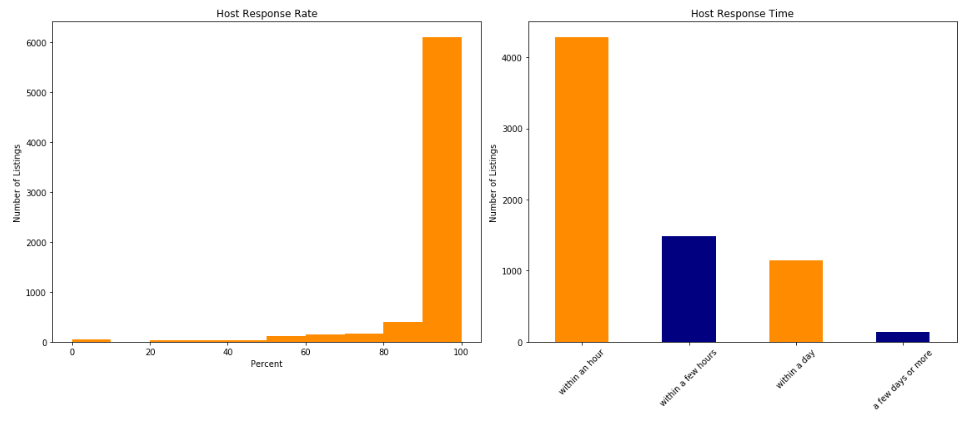 Host Response Rate
Number of Listings
6000
5000
4000
3000
2000
1000
0
0 20 40 60 80 100
Percent
Host Response Time
Number of Listings
4000
3000
2000
1000
0
within an hour
within a few hours
within a day
a few days or more